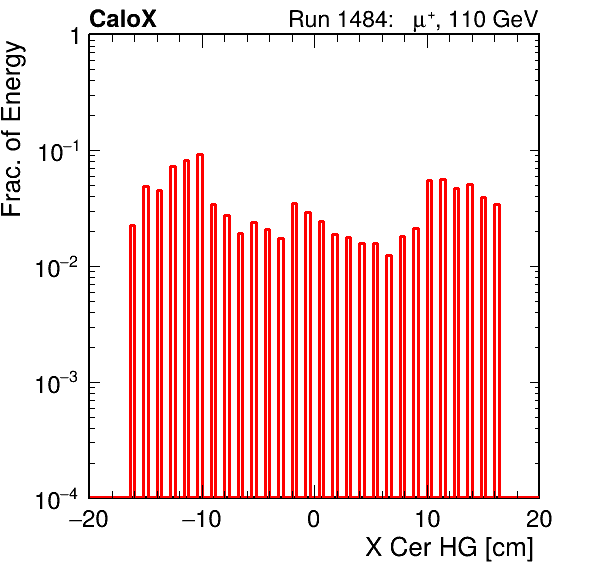 CaloX Run 1484: μ⁺, 110 GeV
Frac. of Energy
1
10⁻¹
10⁻²
10⁻³
10⁻⁴
−20 −10 0 10 20
X Cer HG [cm]